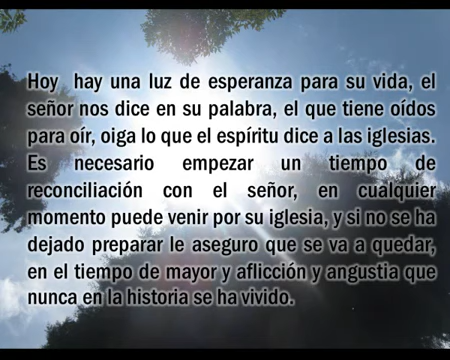 Hoy hay una luz de esperanza para su vida, el
señor nos dice en su palabra, el que tiene oídos
para oír, oiga lo que el espíritu dice a las iglesias.
Es necesario empezar un tiempo de
reconciliación con el señor, en cualquier
momento puede venir por su iglesia, y si no se ha
dejado preparar le aseguro que se va a quedar,
en el tiempo de mayor y aflicción y angustia que
nunca en la historia se ha vivido.